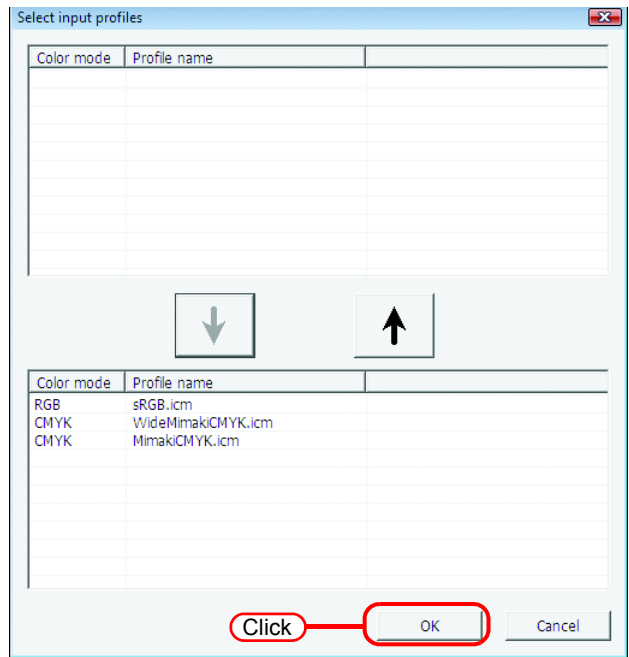 Select input profiles
Color mode Profile name
Color mode Profile name
RGB sRGB.icm
CMYK WideMimakiCMYK.icm
CMYK MimakiCMYK.icm
Click OK Cancel